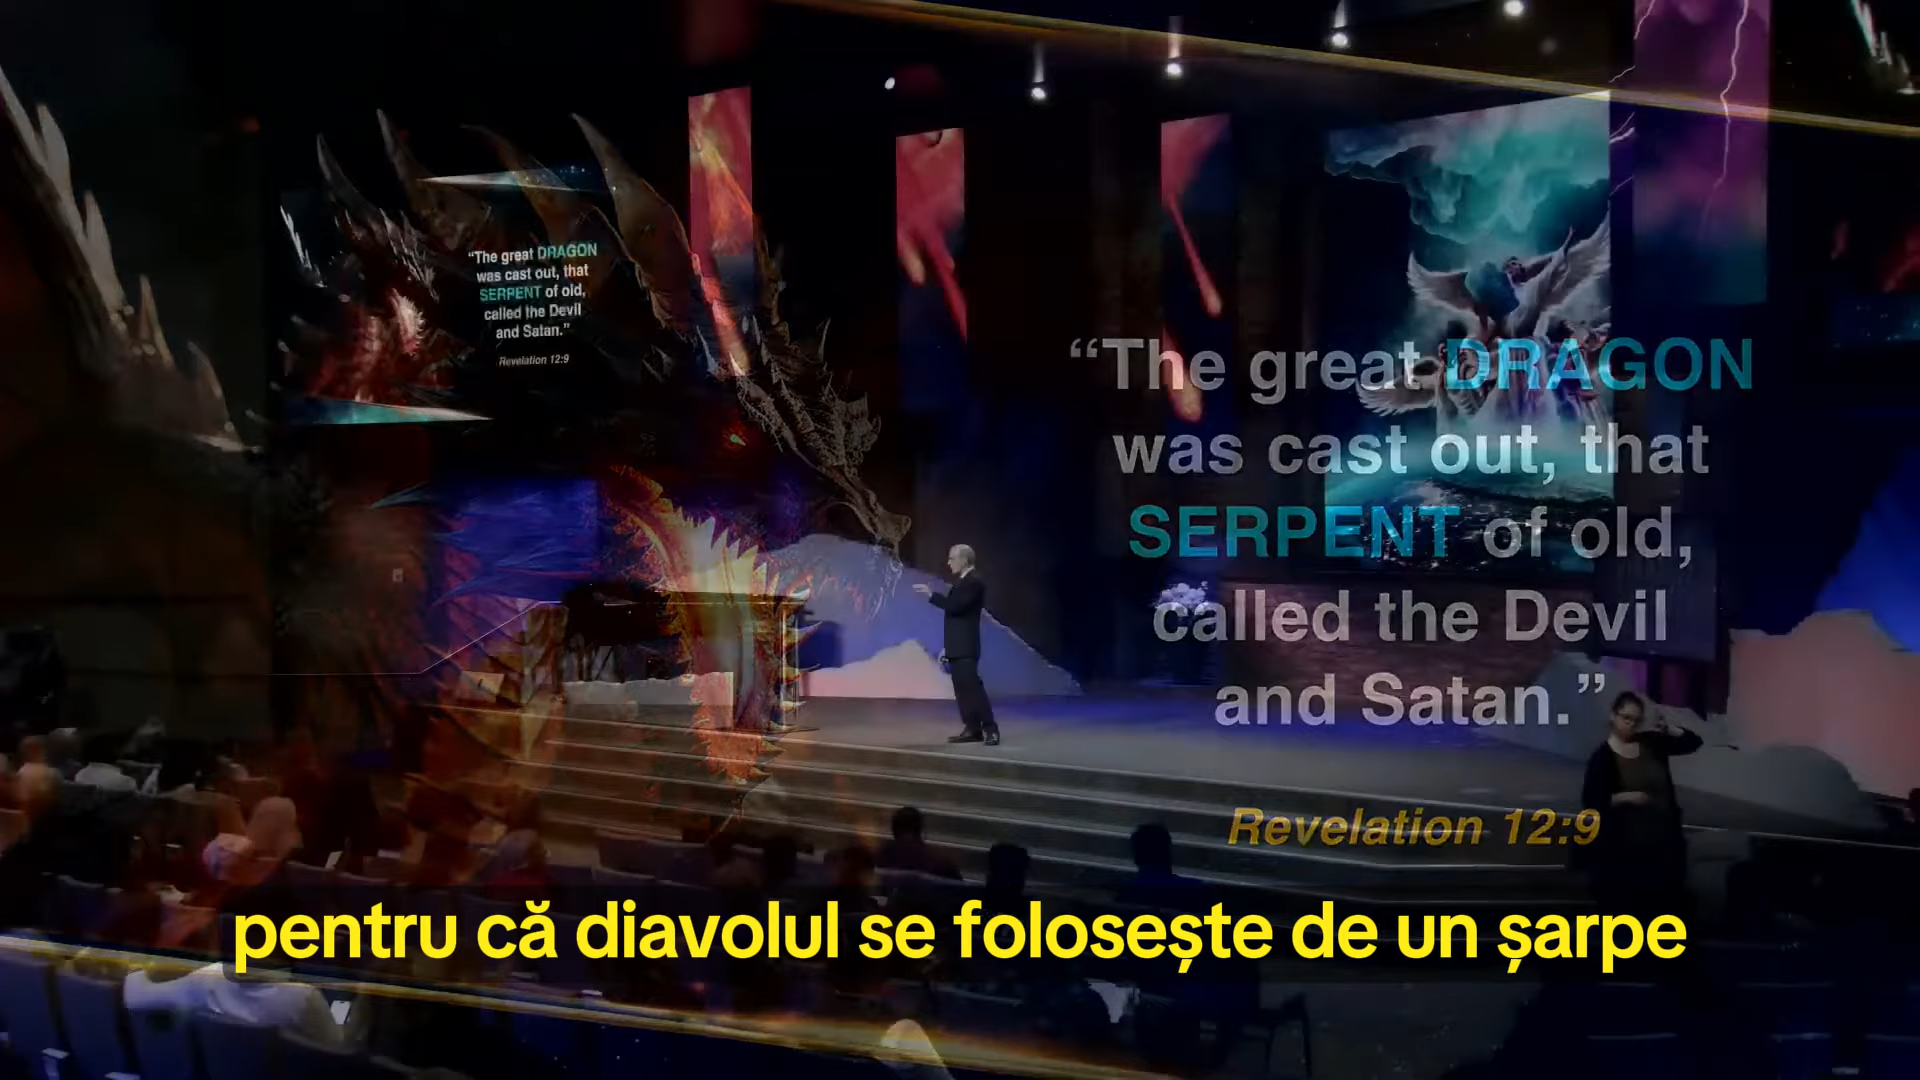 “The great DRAGON
was cast out, that
SERPENT of old,
called the Devil
and Satan.”
Revelation 12:9
“The great DRAGON
was cast out, that
SERPENT of old,
called the Devil
and Satan.”
Revelation 12:9
pentru că diavolul se folosește de un șarpe